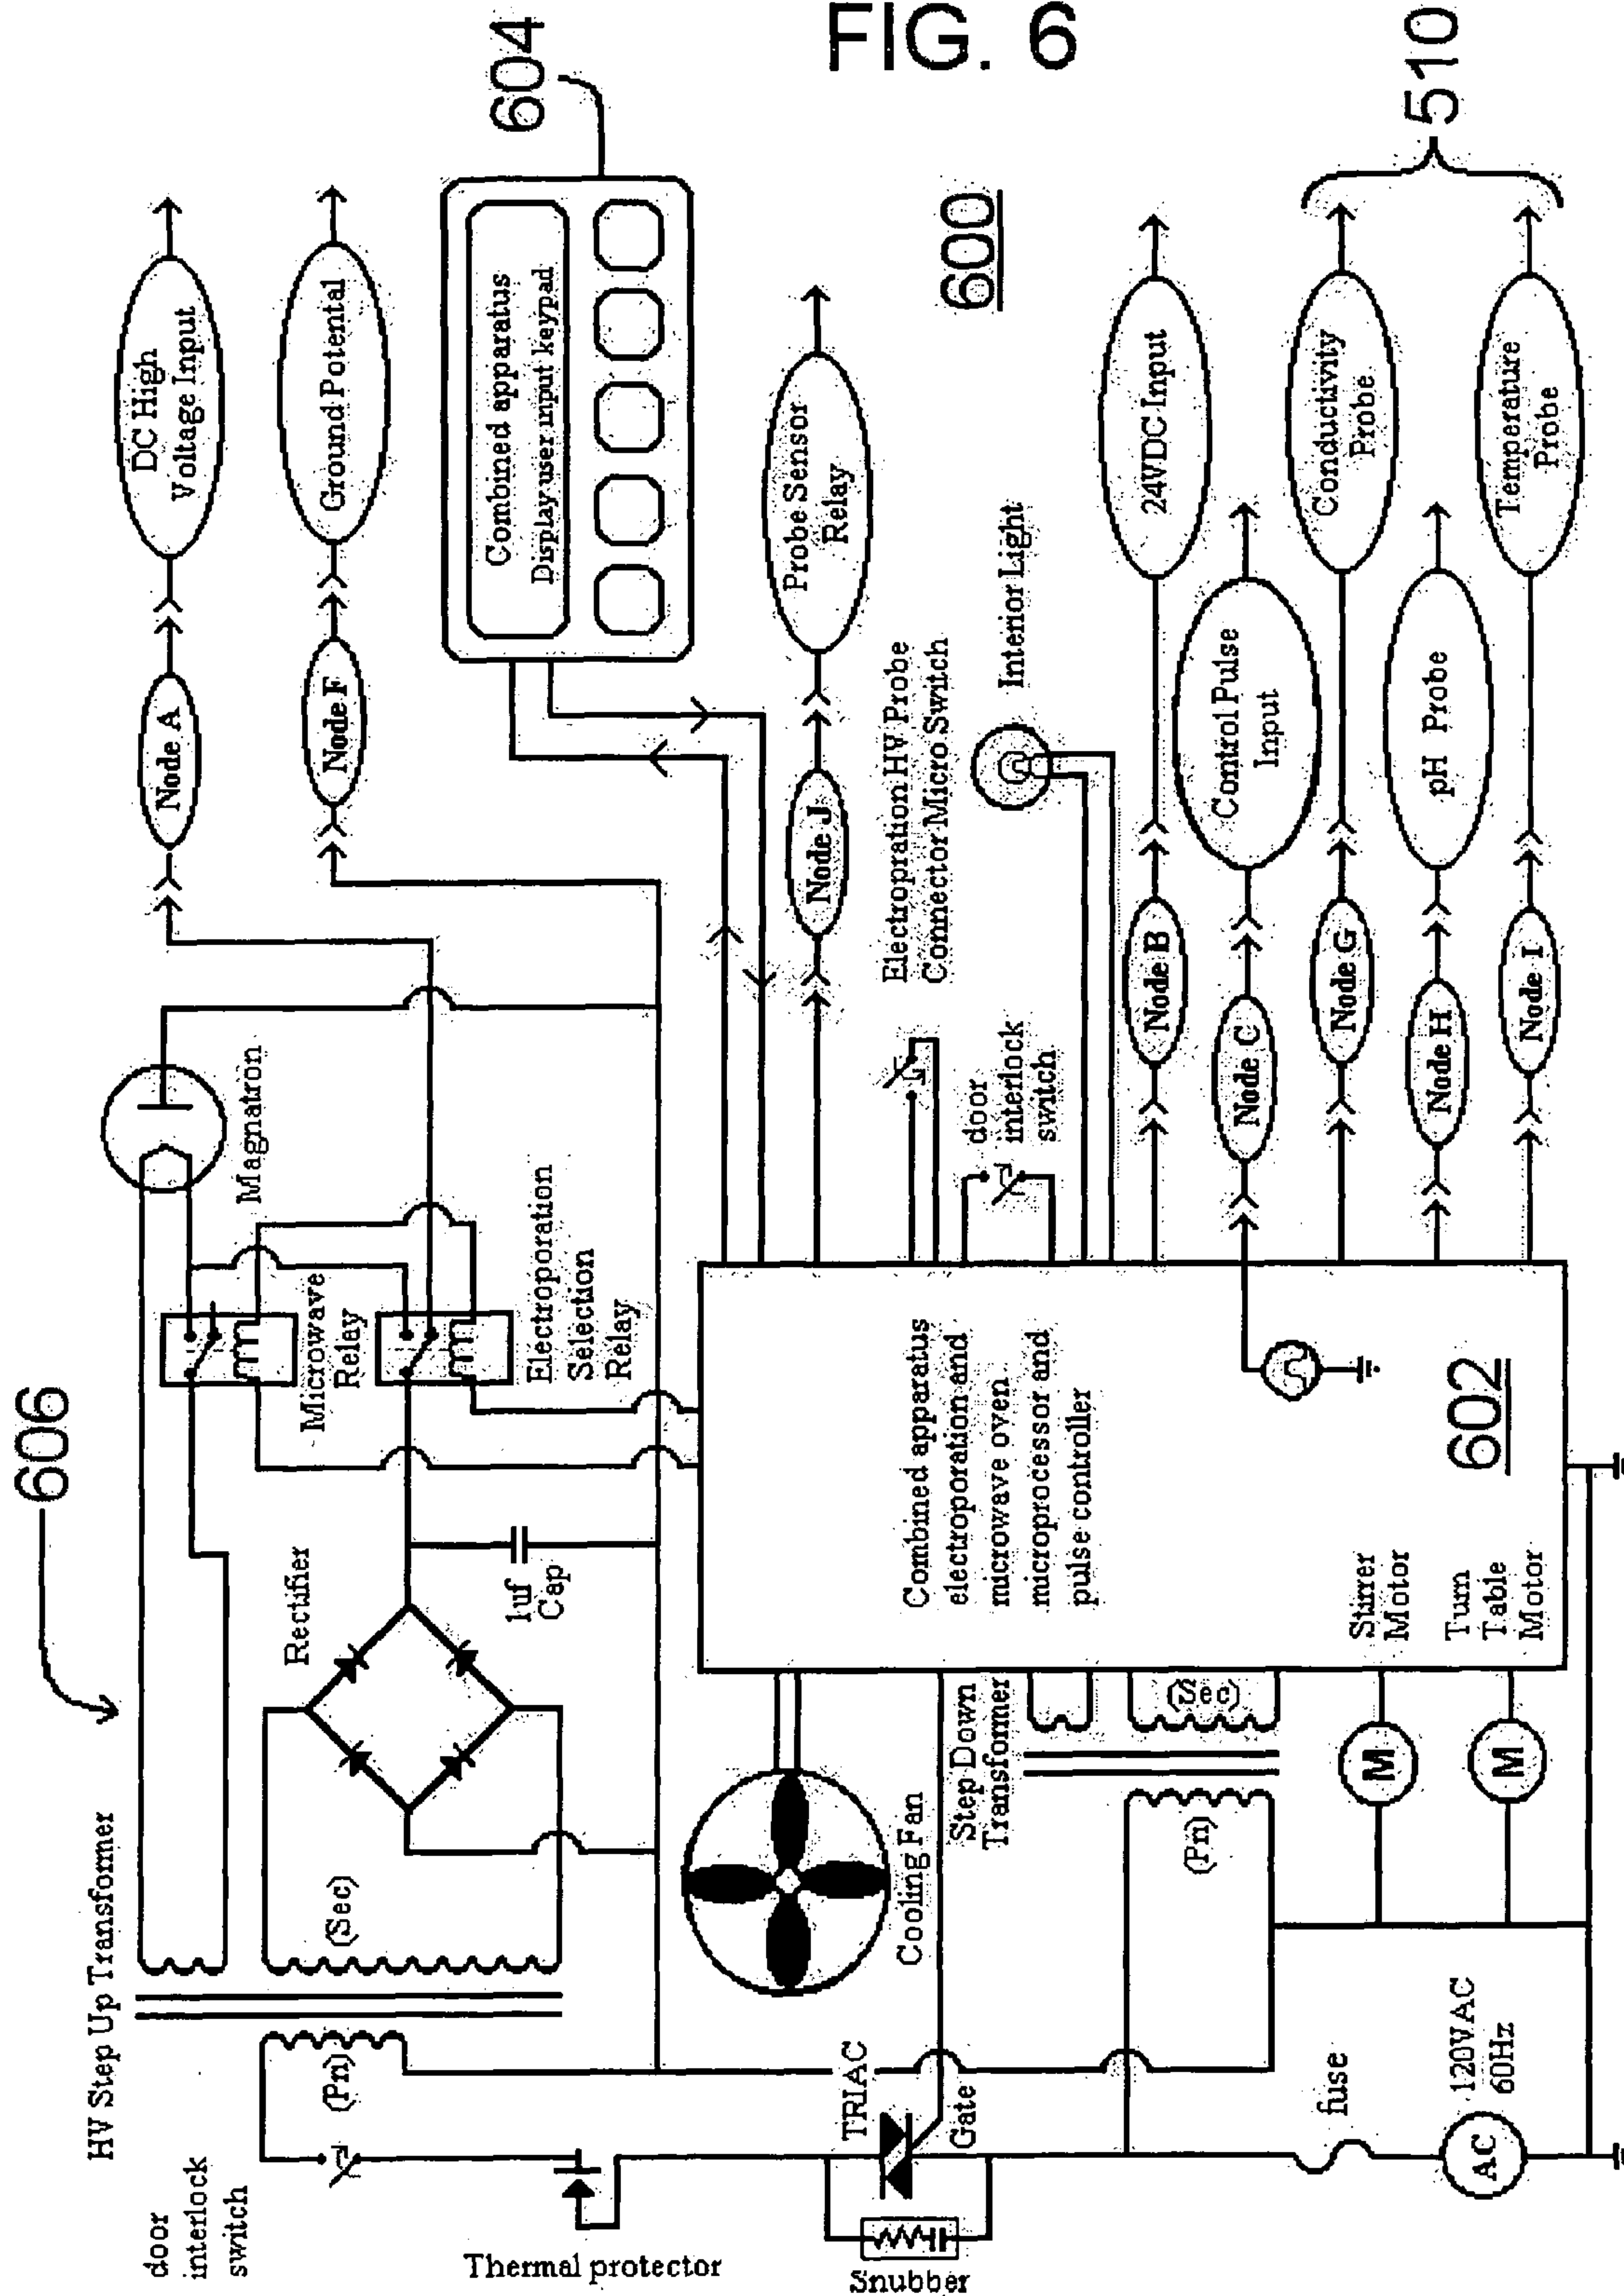 FIG. 6
606
604
600
510
602
HV Step Up Transformer
door
interlock
switch
(Pri)
(Sec)
Rectifier
1uf
Cap
Microwave
Relay
Magnatron
Electroporation
Selection
Relay
Node A
DC High
Voltage Input
Node F
Ground Potential
Combined apparatus
Display user input keypad
Node J
Probe Sensor
Relay
Electropration HV Probe
Connector Micro Switch
door
interlock
switch
Interior Light
Node B
24VDC Input
Node C
Control Pulse
Input
Node G
Conductivity
Probe
Node H
pH Probe
Node I
Temperature
Probe
Combined apparatus
electroporation and
microwave oven
microprocessor and
pulse controller
Stirrer
Motor
Turn
Table
Motor
M
M
Cooling Fan
Step Down
Transformer
(Sec)
(Pri)
Thermal protector
TRIAC
Gate
Snubber
fuse
AC
120VAC
60Hz